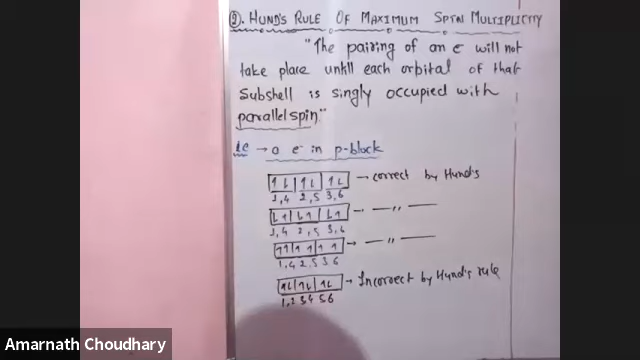 ②. HUND'S RULE OF MAXIMUM SPIN MULTIPLICITY
"The pairing of an e⁻ will not
take place untill each orbital of that
Subshell is singly occupied with
parallel spin."
ie → a e⁻ in p-block
↑↓ ↑↓ ↑↓ → correct by Hund's
1,4 2,5 3,6
↓↑ ↓↑ ↓↑ → — ,, —
1,4 2,5 3,6
↑↑ ↑↑ ↑↑ → — ,, —
1,4 2,5 3 6
↑↓ ↑↓ ↑↓ → Incorrect by Hund's rule
1,2 3 4 5 6
Amarnath Choudhary